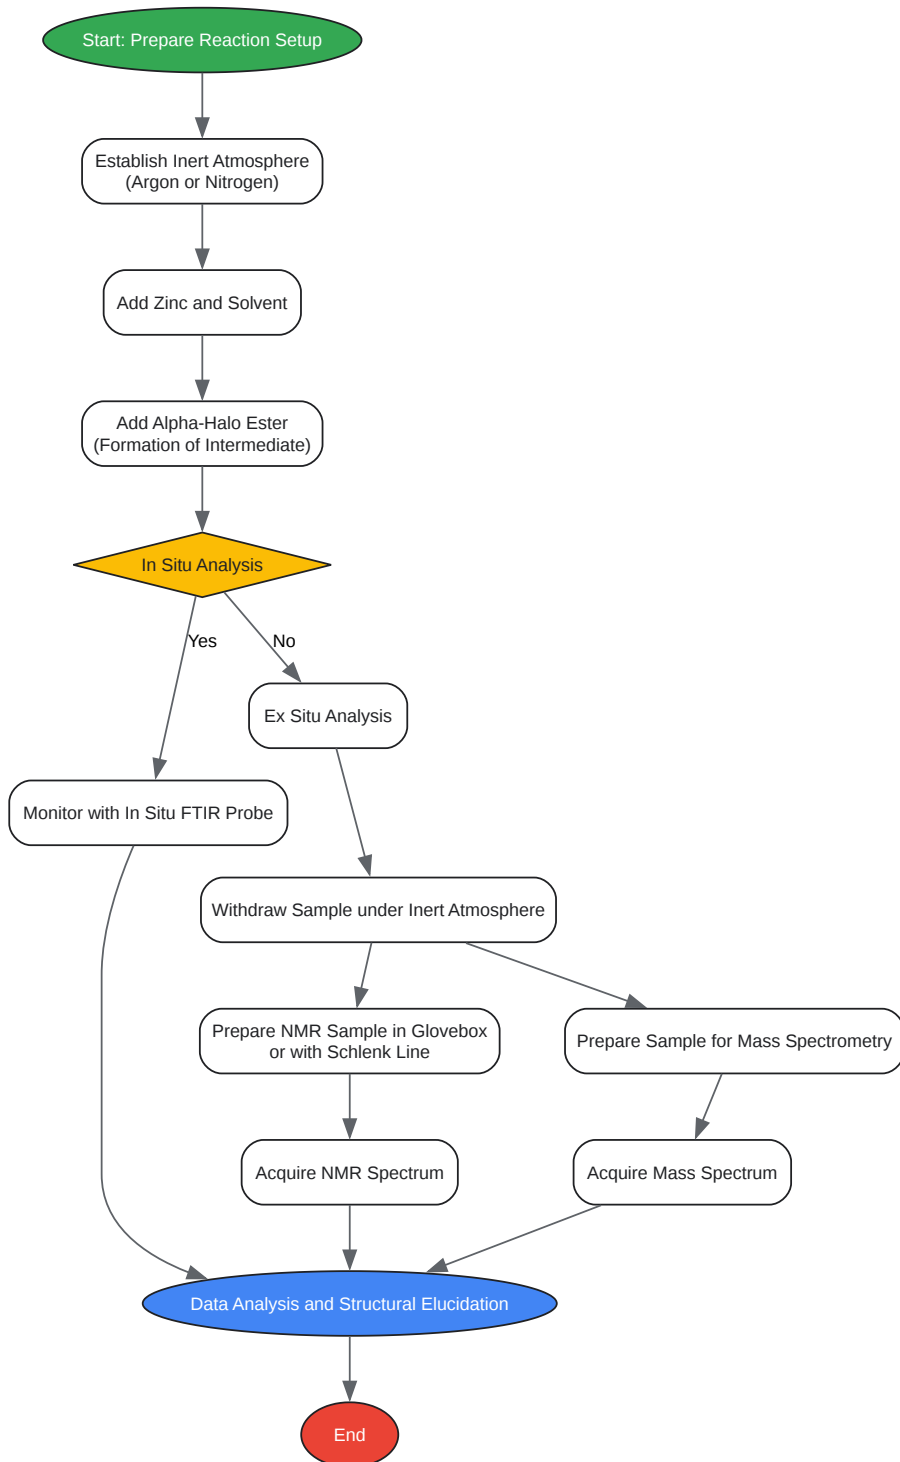 Start: Prepare Reaction Setup
Establish Inert Atmosphere
(Argon or Nitrogen)
Add Zinc and Solvent
Add Alpha-Halo Ester
(Formation of Intermediate)
In Situ Analysis
Yes
No
Ex Situ Analysis
Monitor with In Situ FTIR Probe
Withdraw Sample under Inert Atmosphere
Prepare NMR Sample in Glovebox
or with Schlenk Line
Prepare Sample for Mass Spectrometry
Acquire NMR Spectrum
Acquire Mass Spectrum
Data Analysis and Structural Elucidation
End